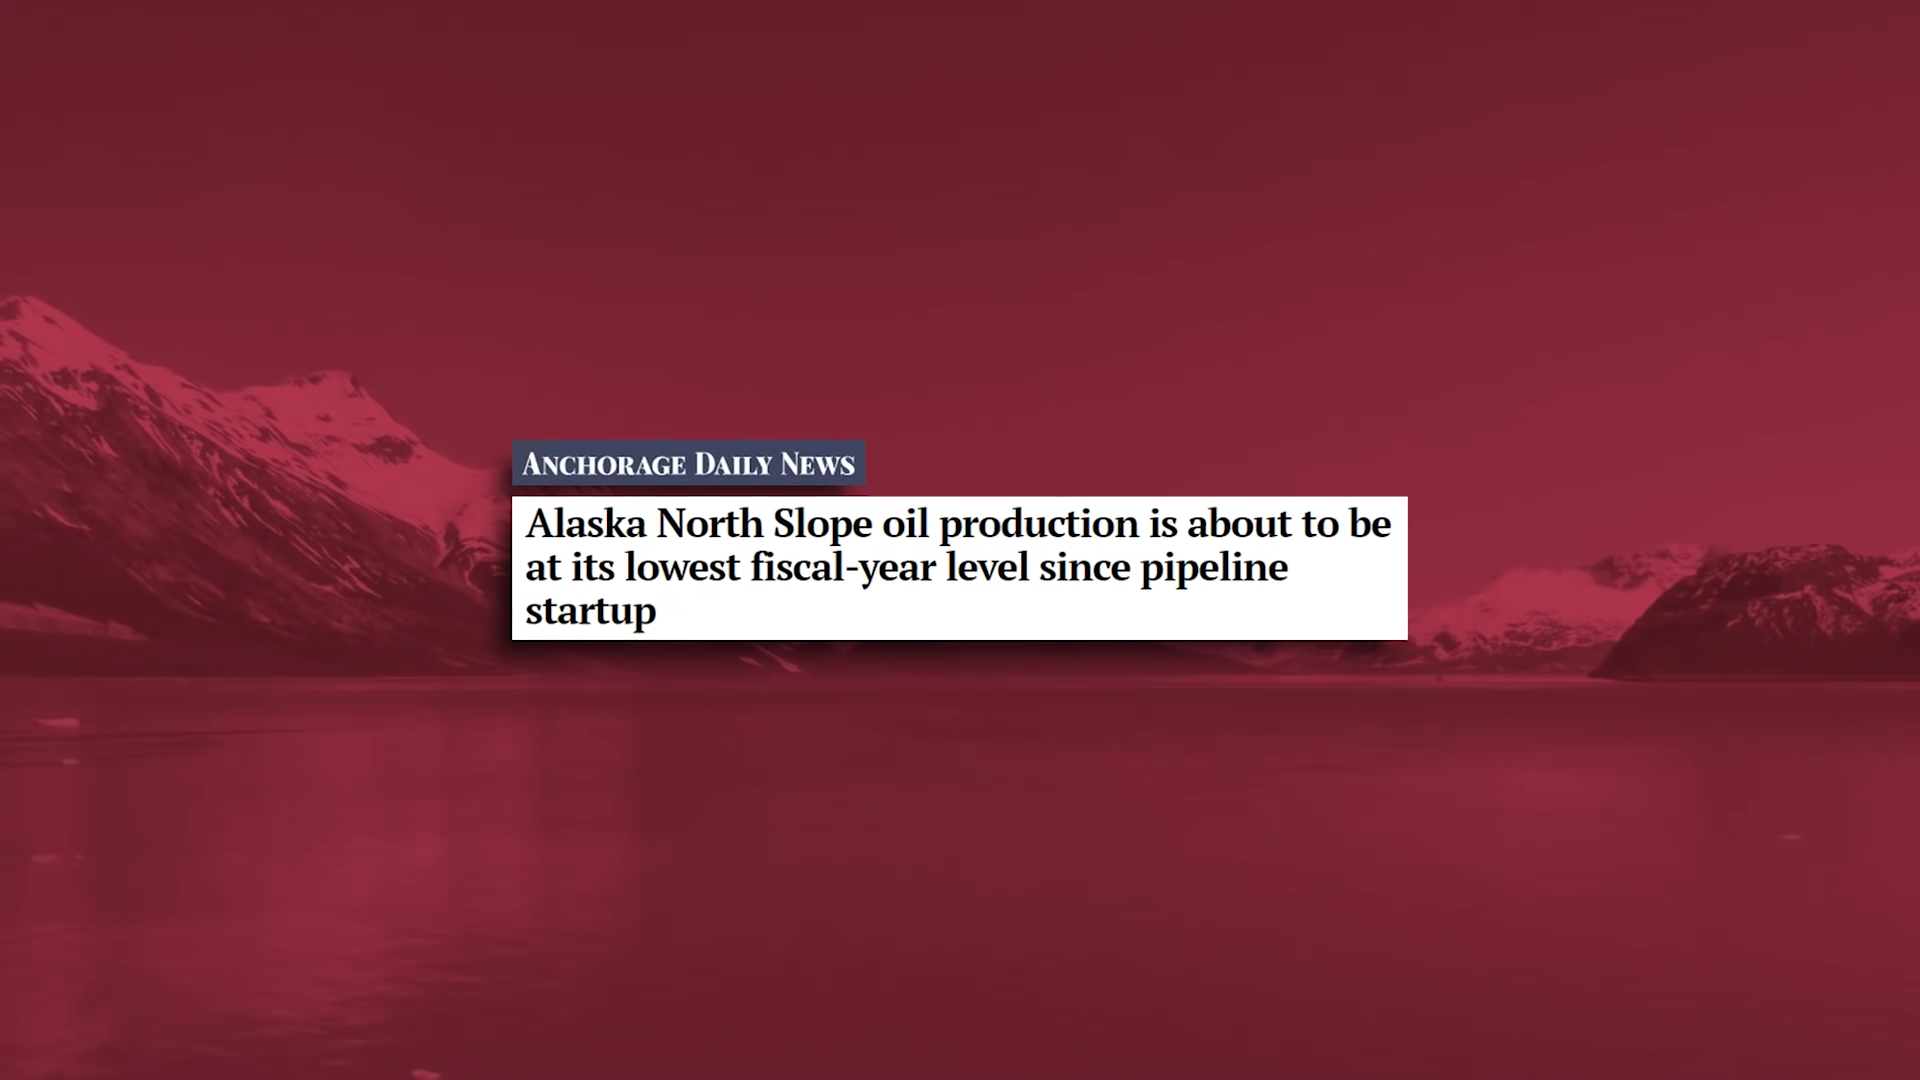 Anchorage Daily News
Alaska North Slope oil production is about to be
at its lowest fiscal-year level since pipeline
startup